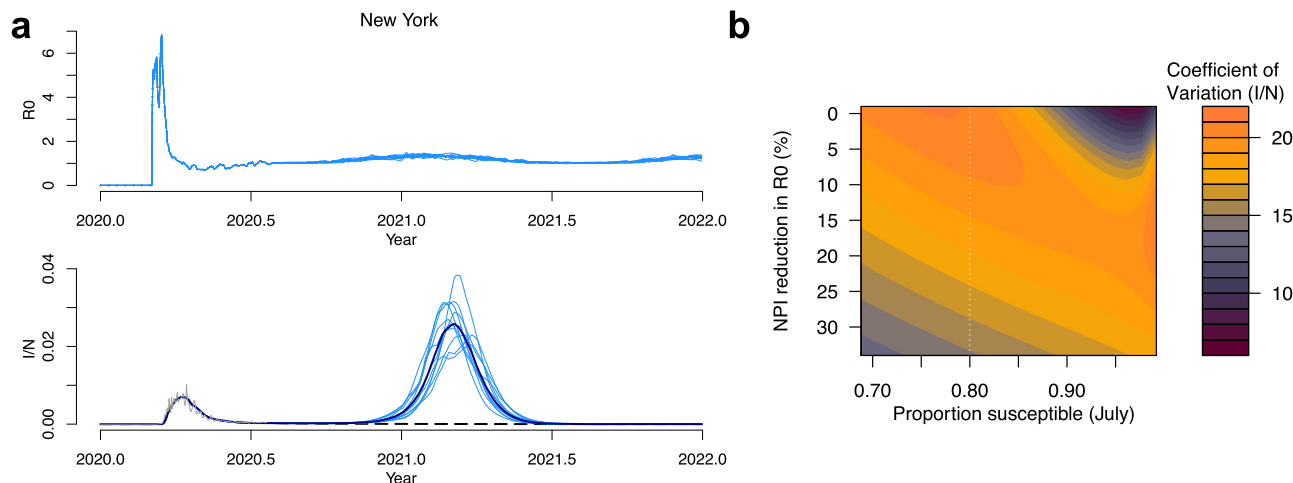 a
New York
R0
0
2
4
6
2020.0
2020.5
2021.0
2021.5
2022.0
Year
I/N
0.00
0.02
0.04
2020.0
2020.5
2021.0
2021.5
2022.0
Year
b
NPI reduction in R0 (%)
0
5
10
15
20
25
30
0.70
0.80
0.90
Proportion susceptible (July)
Coefficient of
Variation (I/N)
20
15
10